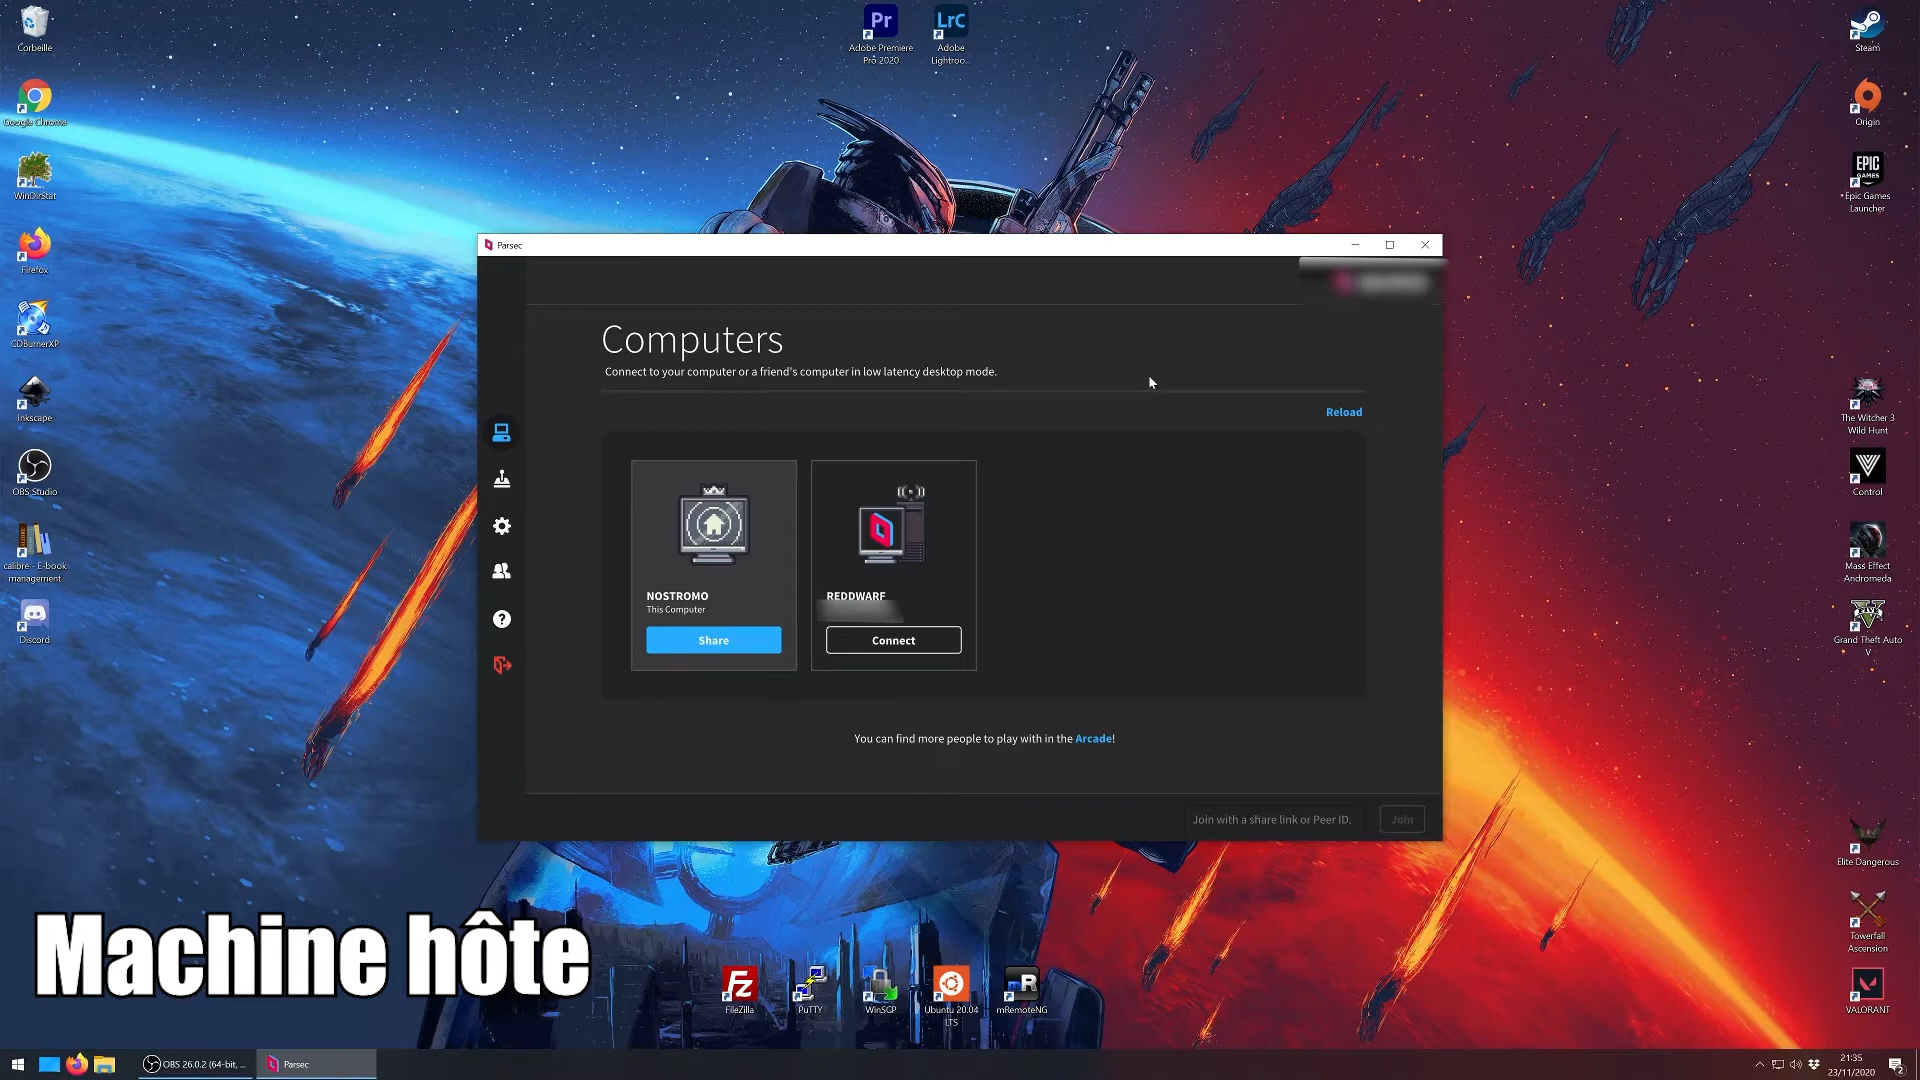 Corbeille
Google Chrome
WinDirStat
Firefox
CDBurnerXP
Inkscape
OBS Studio
calibre - E-book
management
Discord
Pr
Adobe Premiere
Pro 2020
LrC
Adobe
Lightroo...
Steam
Origin
EPIC
GAMES
Epic Games
Launcher
The Witcher 3
Wild Hunt
Control
Mass Effect
Andromeda
FIVE
Grand Theft Auto
V
Elite Dangerous
Towerfall
Ascension
VALORANT
Parsec
Computers
Connect to your computer or a friend's computer in low latency desktop mode.
Reload
NOSTROMO
This Computer
Share
REDDWARF
Connect
You can find more people to play with in the Arcade!
Join with a share link or Peer ID.
Join
Machine hôte
Fz
FileZilla
PuTTY
WinSCP
Ubuntu 20.04
LTS
R
mRemoteNG
OBS 26.0.2 (64-bit, ...
Parsec
21:35
23/11/2020
2